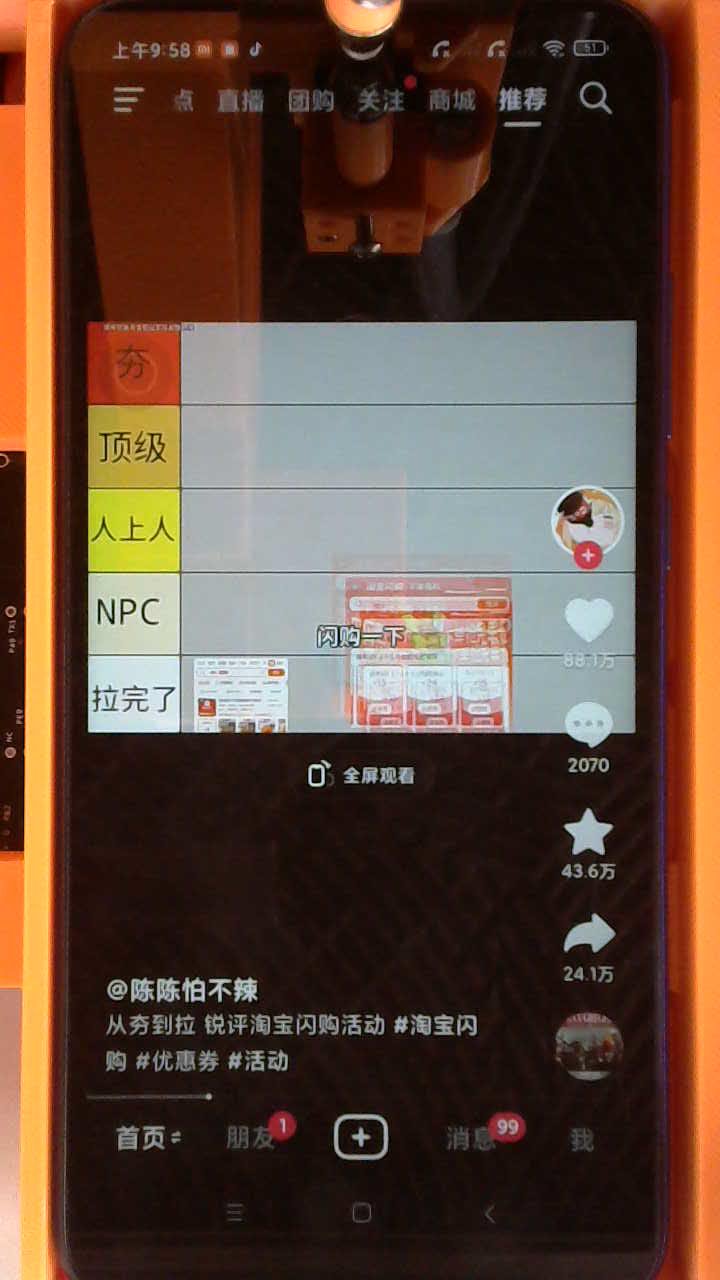 上午9:58
51
点 直播 团购 关注 商城 推荐
夯
顶级
人上人
NPC
闪购一下
拉完了
88.1万
全屏观看
2070
43.6万
24.1万
@陈陈怕不辣
从夯到拉 锐评淘宝闪购活动 #淘宝闪
购 #优惠券 #活动
首页 朋友 1 消息 99 我